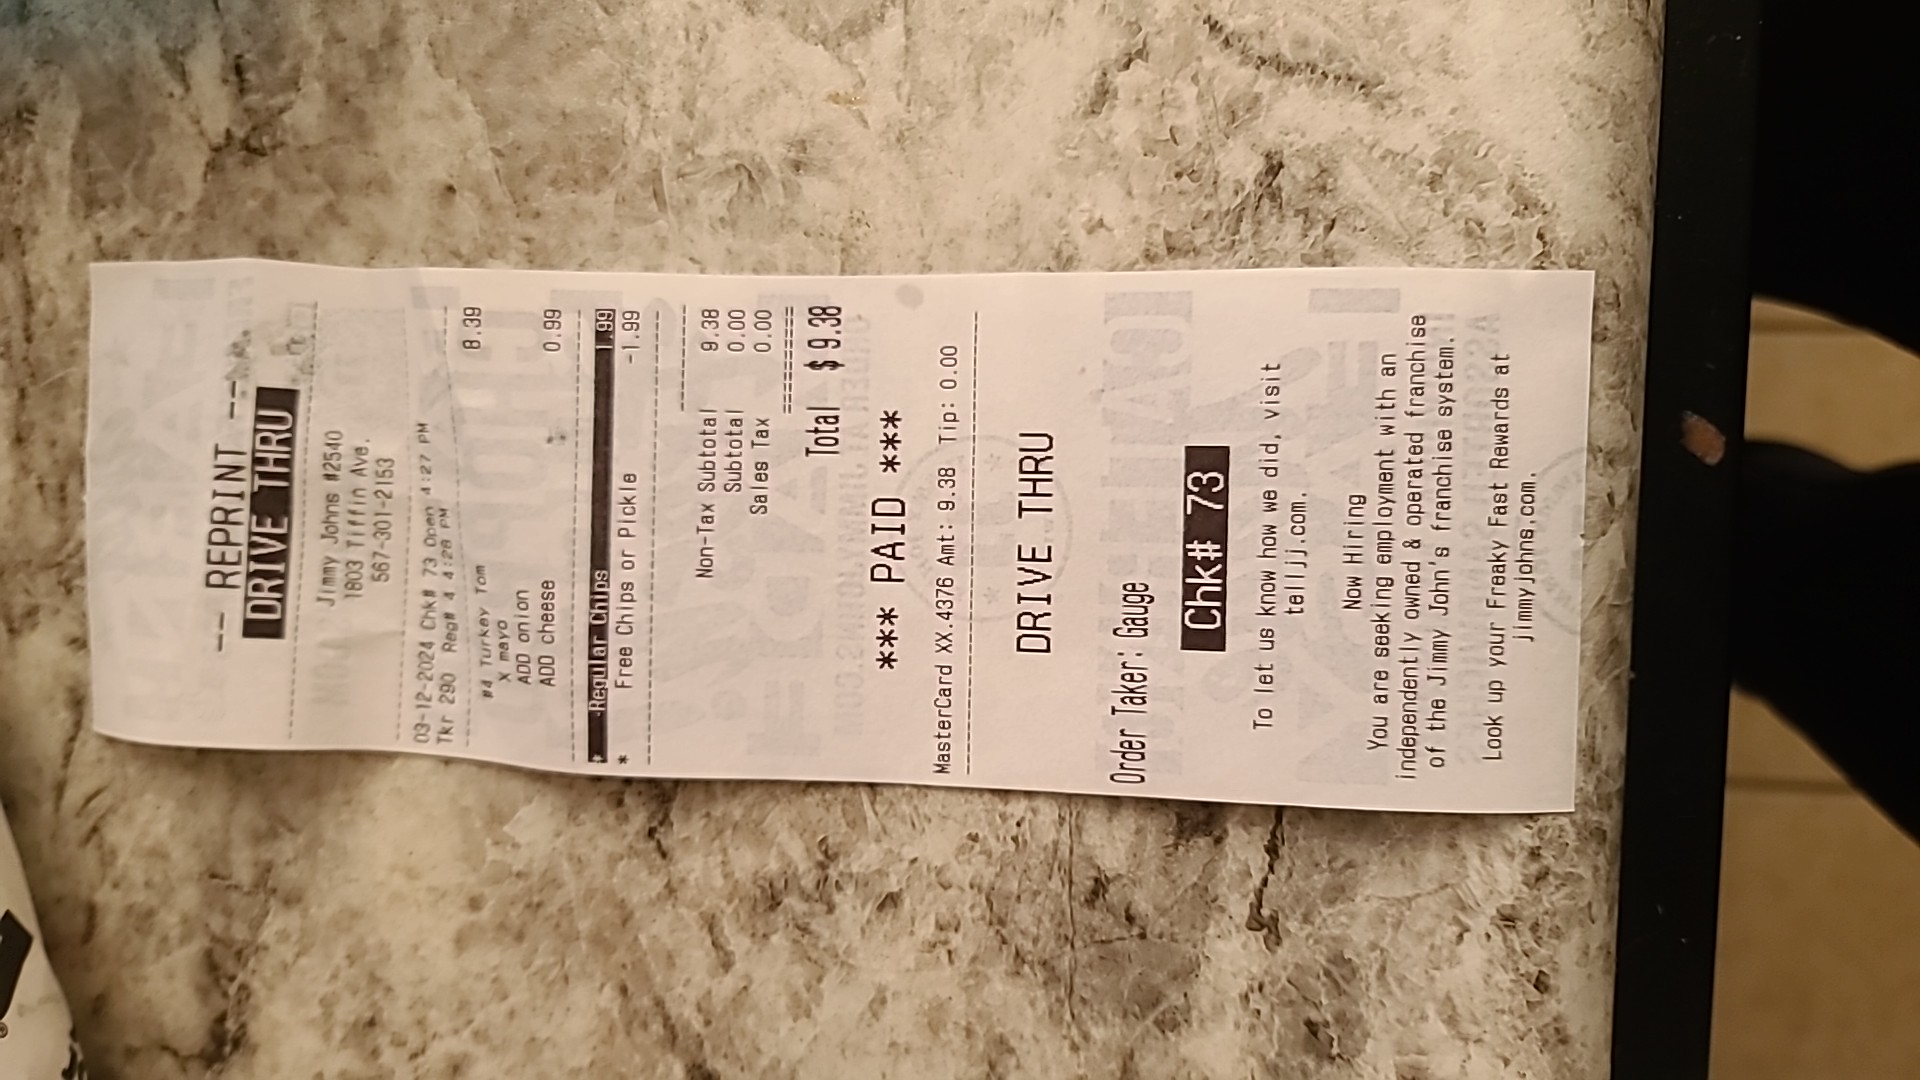 -- REPRINT --
DRIVE THRU
Jimmy Johns #2540
1803 Tiffin Ave.
567-301-2153
03-12-2024 Chk# 73 Open 4:27 PM
Tkr 290 Reg# 4 4:28 PM
#4 Turkey Tom 8.39
X mayo
ADD onion
ADD cheese 0.99
* -Regular Chips 1.99
* Free Chips or Pickle -1.99
Non-Tax Subtotal 9.38
Subtotal 0.00
Sales Tax 0.00
Total $ 9.38
*** PAID ***
MasterCard XX.4376 Amt: 9.38 Tip: 0.00
DRIVE THRU
Order Taker: Gauge
Chk# 73
To let us know how we did, visit
telljj.com.
Now Hiring
You are seeking employment with an
independently owned & operated franchise
of the Jimmy John's franchise system.
Look up your Freaky Fast Rewards at
jimmyjohns.com.